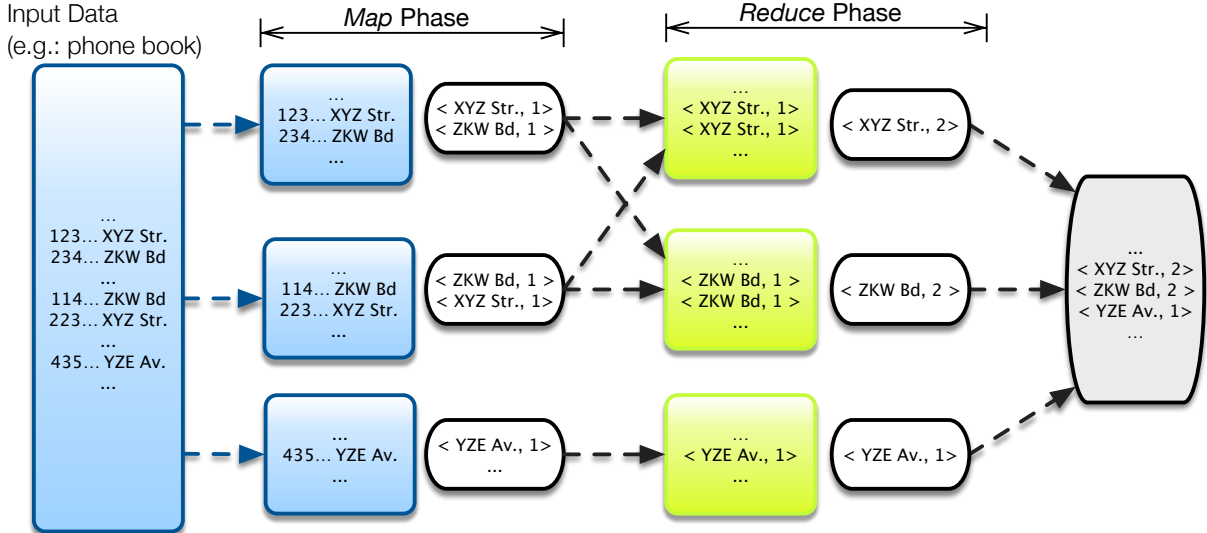 Input Data
(e.g.: phone book)
Map Phase
Reduce Phase
...
123... XYZ Str.
234... ZKW Bd
...
114... ZKW Bd
223... XYZ Str.
...
435... YZE Av.
...
...
123... XYZ Str.
234... ZKW Bd
...
< XYZ Str., 1>
< ZKW Bd, 1 >
...
< XYZ Str., 1>
< XYZ Str., 1>
...
< XYZ Str., 2>
...
114... ZKW Bd
223... XYZ Str.
...
< ZKW Bd, 1 >
< XYZ Str., 1>
...
< ZKW Bd, 1 >
< ZKW Bd, 1 >
...
< ZKW Bd, 2 >
...
435... YZE Av.
...
< YZE Av., 1>
...
...
< YZE Av., 1>
...
< YZE Av., 1>
...
< XYZ Str., 2>
< ZKW Bd, 2 >
< YZE Av., 1>
...